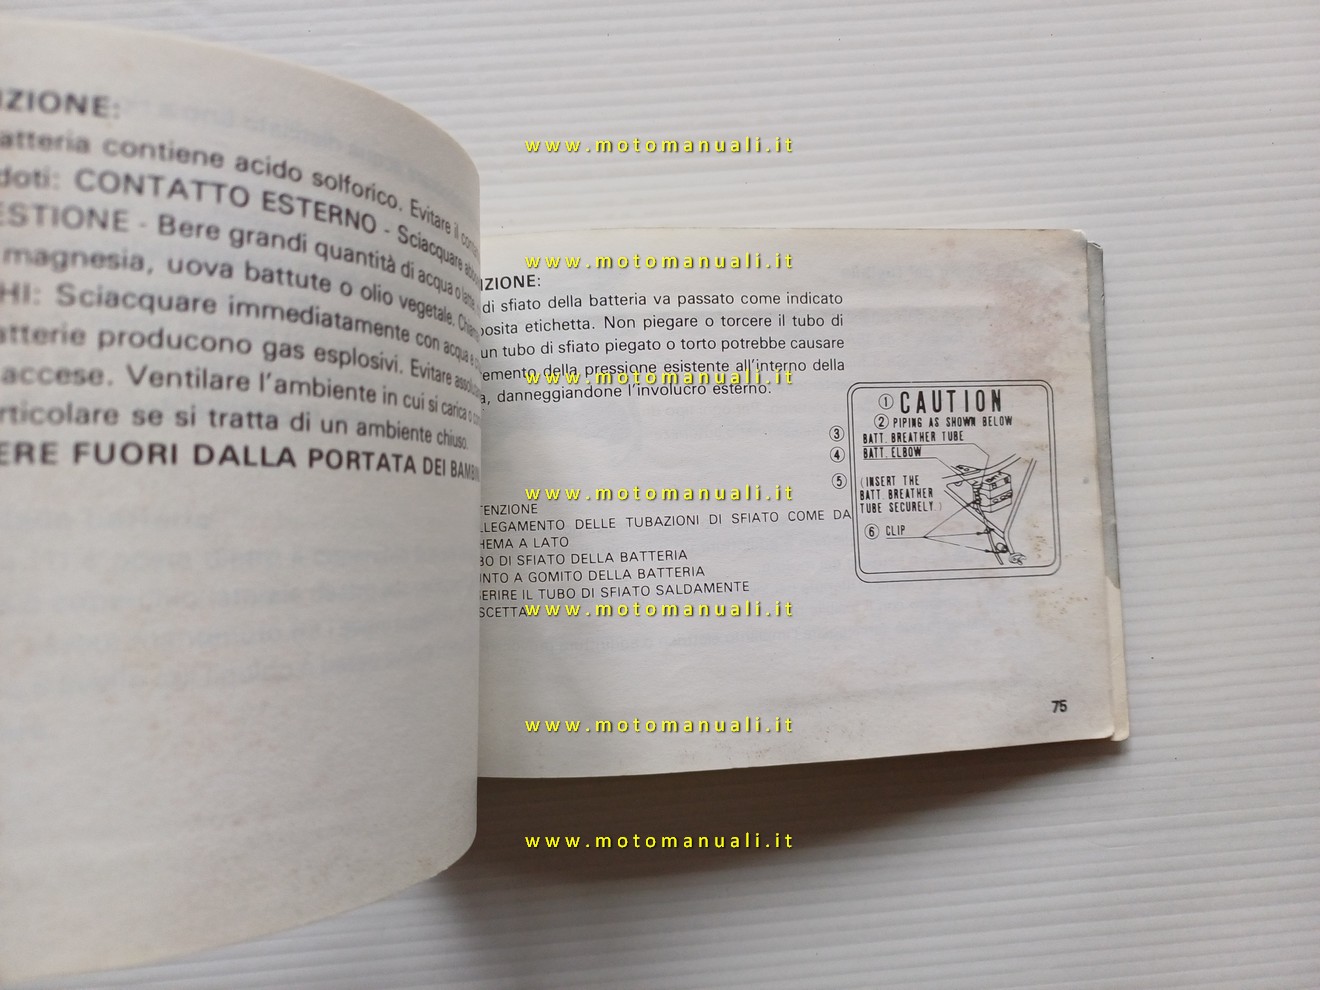 IZIONE:
atteria contiene acido solforico. Evitare il
doti: CONTATTO ESTERNO - Sciacquare
ESTIONE - Bere grandi quantità di acqua o latte
magnesia, uova battute o olio vegetale.
HI: Sciacquare immediatamente con acqua e
atterie producono gas esplosivi. Evitare
accese. Ventilare l'ambiente in cui si carica o
rticolare se si tratta di un ambiente chiuso.
ERE FUORI DALLA PORTATA DEI BAMBIN
IZIONE:
di sfiato della batteria va passato come indicato
posita etichetta. Non piegare o torcere il tubo di
un tubo di sfiato piegato o torto potrebbe causare
remento della pressione esistente all'interno della
a, danneggiandone l'involucro esterno.
TENZIONE
LLEGAMENTO DELLE TUBAZIONI DI SFIATO COME DA
HEMA A LATO
BO DI SFIATO DELLA BATTERIA
UNTO A GOMITO DELLA BATTERIA
SERIRE IL TUBO DI SFIATO SALDAMENTE
SCETTA
① CAUTION
② PIPING AS SHOWN BELOW
③ BATT. BREATHER TUBE
④ BATT. ELBOW
⑤ (INSERT THE
BATT BREATHER
TUBE SECURELY.)
⑥ CLIP
75
www.motomanuali.it
www.motomanuali.it
www.motomanuali.it
www.motomanuali.it
www.motomanuali.it
www.motomanuali.it
www.motomanuali.it